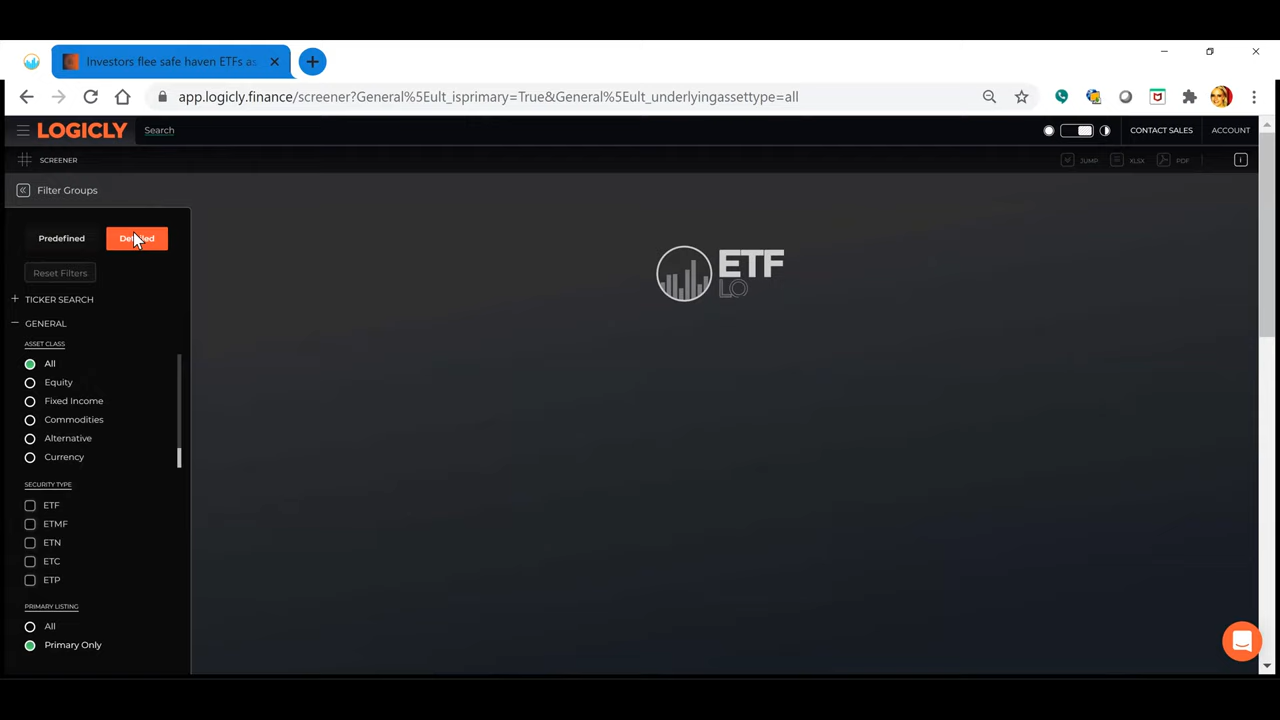 Investors flee safe haven ETFs as
app.logicly.finance/screener?General%5Eult_isprimary=True&General%5Eult_underlyingassettype=all
LOGICLY
Search
CONTACT SALES
ACCOUNT
SCREENER
JUMP
XLSX
PDF
Filter Groups
Predefined
Detailed
Reset Filters
TICKER SEARCH
GENERAL
ASSET CLASS
All
Equity
Fixed Income
Commodities
Alternative
Currency
SECURITY TYPE
ETF
ETMF
ETN
ETC
ETP
PRIMARY LISTING
All
Primary Only
ETF
LO